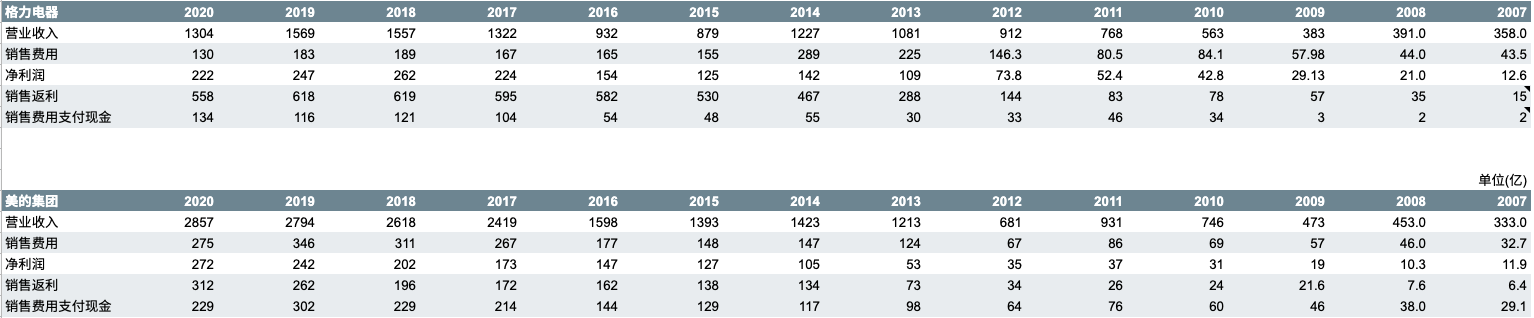 格力电器 2020 2019 2018 2017 2016 2015 2014 2013 2012 2011 2010 2009 2008 2007
营业收入 1304 1569 1557 1322 932 879 1227 1081 912 768 563 383 391.0 358.0
销售费用 130 183 189 167 165 155 289 225 146.3 80.5 84.1 57.98 44.0 43.5
净利润 222 247 262 224 154 125 142 109 73.8 52.4 42.8 29.13 21.0 12.6
销售返利 558 618 619 595 582 530 467 288 144 83 78 57 35 15
销售费用支付现金 134 116 121 104 54 48 55 30 33 46 34 3 2 2
单位(亿)
美的集团 2020 2019 2018 2017 2016 2015 2014 2013 2012 2011 2010 2009 2008 2007
营业收入 2857 2794 2618 2419 1598 1393 1423 1213 681 931 746 473 453.0 333.0
销售费用 275 346 311 267 177 148 147 124 67 86 69 57 46.0 32.7
净利润 272 242 202 173 147 127 105 53 35 37 31 19 10.3 11.9
销售返利 312 262 196 172 162 138 134 73 34 26 24 21.6 7.6 6.4
销售费用支付现金 229 302 229 214 144 129 117 98 64 76 60 46 38.0 29.1